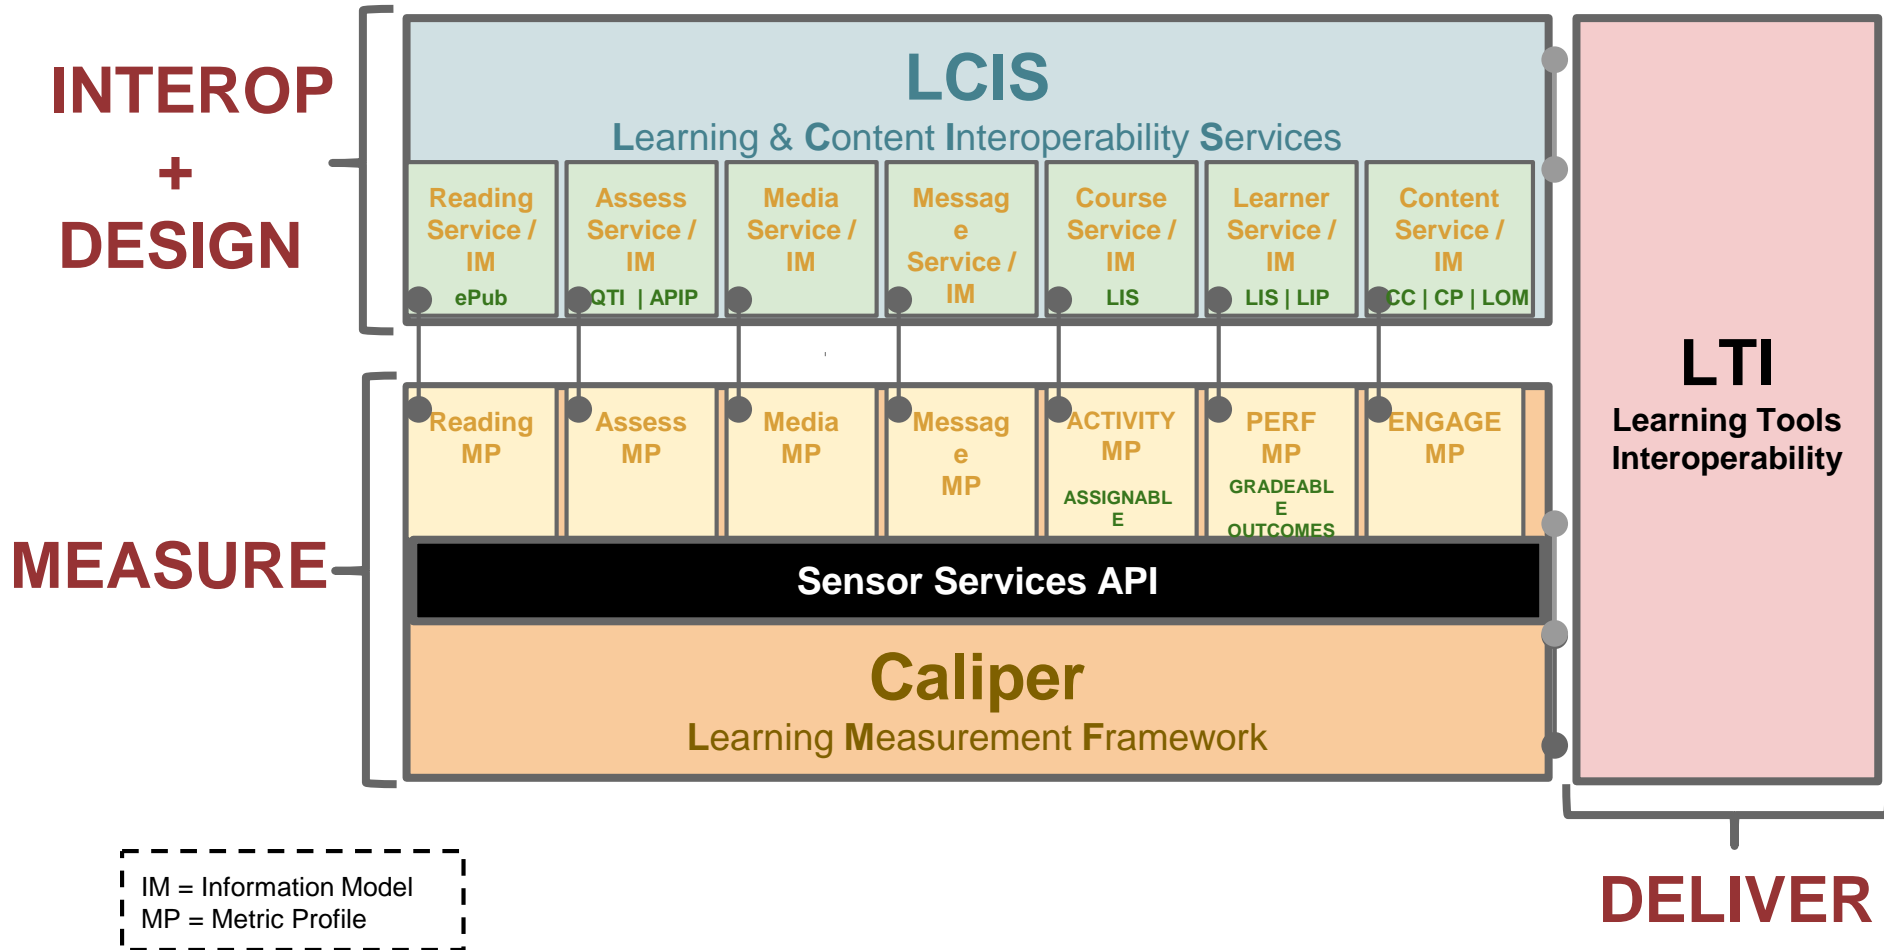 INTEROP
+
DESIGN
LCIS
Learning & Content Interoperability Services
Reading
Service /
IM
ePub
Assess
Service /
IM
QTI | APIP
Media
Service /
IM
Messag
e
Service /
IM
Course
Service /
IM
LIS
Learner
Service /
IM
LIS | LIP
Content
Service /
IM
CC | CP | LOM
LTI
Learning Tools
Interoperability
MEASURE
Reading
MP
Assess
MP
Media
MP
Messag
e
MP
ACTIVITY
MP
ASSIGNABL
E
PERF
MP
GRADEABL
E
OUTCOMES
ENGAGE
MP
Sensor Services API
Caliper
Learning Measurement Framework
DELIVER
IM = Information Model
MP = Metric Profile